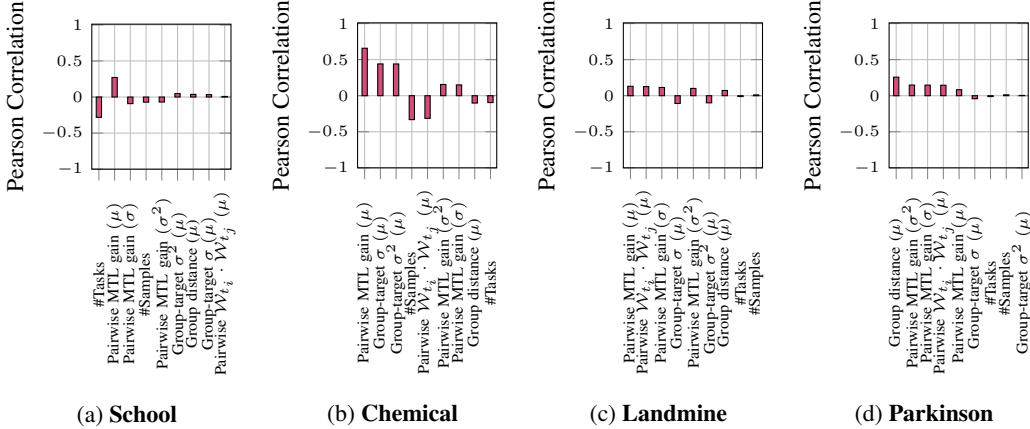 Pearson Correlation
1
0.5
0
−0.5
−1
#Tasks
Pairwise MTL gain (μ)
Pairwise MTL gain (σ)
#Samples
Pairwise MTL gain (σ²)
Group-target σ² (μ)
Group distance (μ)
Group-target σ (μ)
Pairwise 𝒲ₜᵢ · 𝒲ₜⱼ (μ)
(a) School
Pearson Correlation
1
0.5
0
−0.5
−1
Pairwise MTL gain (μ)
Group-target σ (μ)
Group-target σ² (μ)
#Samples
Pairwise 𝒲ₜᵢ · 𝒲ₜⱼ (μ)
Pairwise MTL gain (σ²)
Pairwise MTL gain (σ)
Group distance (μ)
#Tasks
(b) Chemical
Pearson Correlation
1
0.5
0
−0.5
−1
Pairwise MTL gain (μ)
Pairwise 𝒲ₜᵢ · 𝒲ₜⱼ (μ)
Pairwise MTL gain (σ)
Group-target σ (μ)
Pairwise MTL gain (σ²)
Group-target σ² (μ)
Group distance (μ)
#Tasks
#Samples
(c) Landmine
Pearson Correlation
1
0.5
0
−0.5
−1
Group distance (μ)
Pairwise MTL gain (σ²)
Pairwise MTL gain (σ)
Pairwise 𝒲ₜᵢ · 𝒲ₜⱼ (μ)
Pairwise MTL gain (μ)
Group-target σ (μ)
#Tasks
#Samples
Group-target σ² (μ)
(d) Parkinson